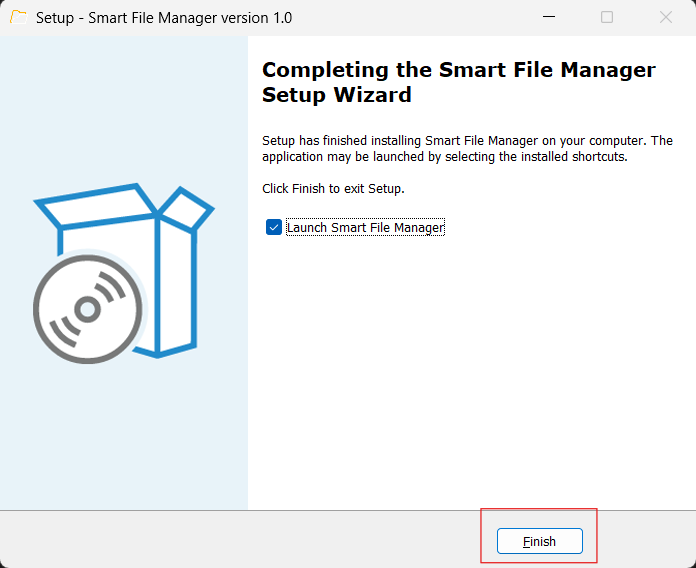 Setup - Smart File Manager version 1.0
Completing the Smart File Manager
Setup Wizard
Setup has finished installing Smart File Manager on your computer. The
application may be launched by selecting the installed shortcuts.
Click Finish to exit Setup.
Launch Smart File Manager
Finish